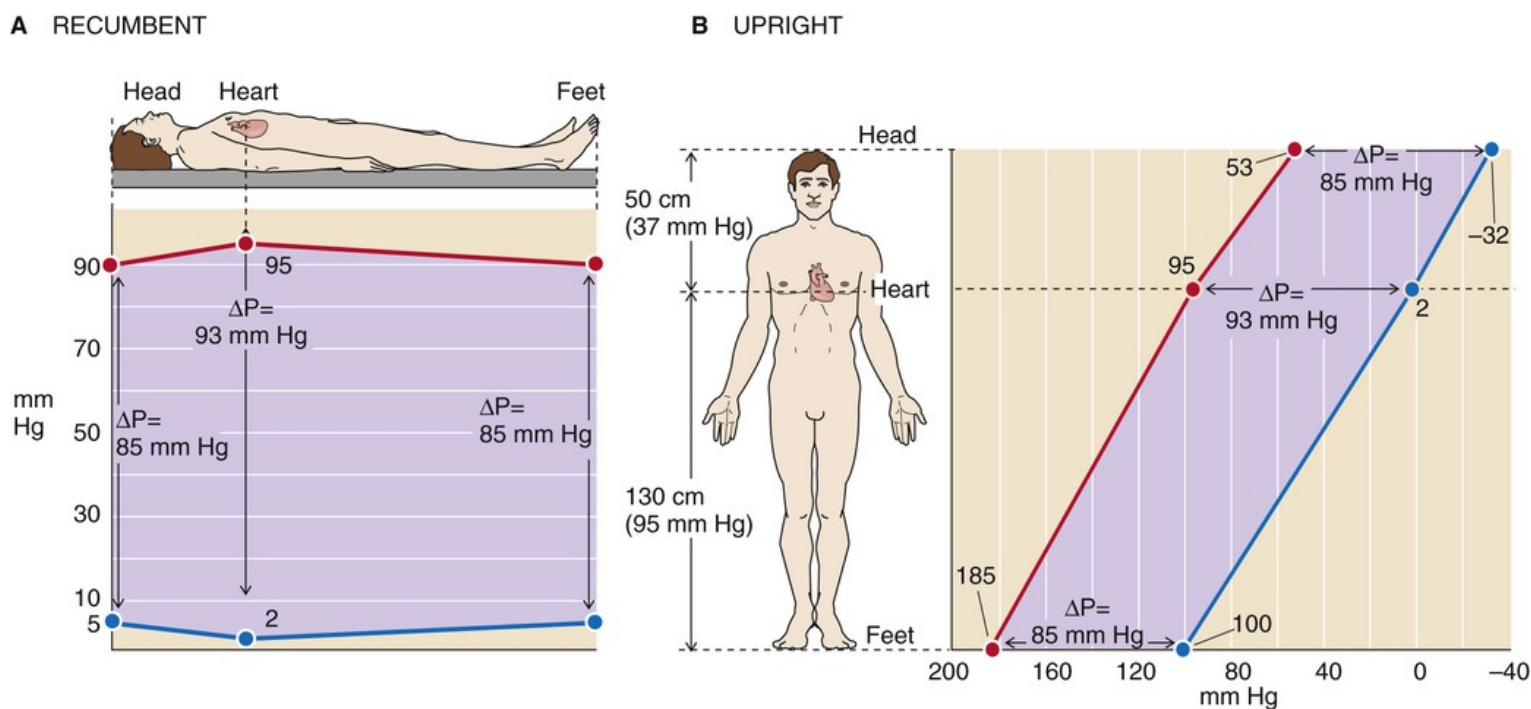 A RECUMBENT
Head Heart Feet
90
70
mm
Hg
50
30
10
5
95
ΔP=
93 mm Hg
ΔP=
85 mm Hg
ΔP=
85 mm Hg
2
B UPRIGHT
Head
50 cm
(37 mm Hg)
Heart
130 cm
(95 mm Hg)
Feet
53
ΔP=
85 mm Hg
–32
95
ΔP=
93 mm Hg
2
185
ΔP=
85 mm Hg
100
200 160 120 80 40 0 –40
mm Hg